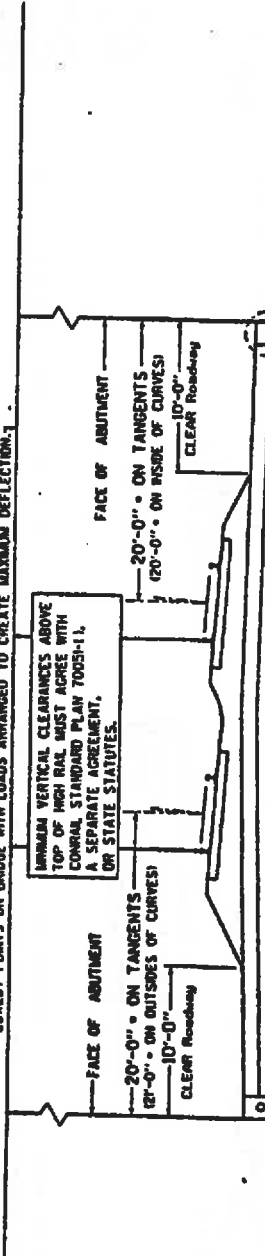 LOWEST POINTS ON BRIDGE WITH LOADS ARRANGED TO CREATE MAXIMUM DEFLECTION.
MINIMUM VERTICAL CLEARANCES ABOVE
TOP OF HIGH RAIL MUST AGREE WITH
CONRAIL STANDARD PLAN 70051-( ),
A SEPARATE AGREEMENT,
OR STATE STATUTES.
FACE OF ABUTMENT
20'-0" * ON TANGENTS
(21'-0" * ON OUTSIDES OF CURVES)
10'-0"
CLEAR Roadway
FACE OF ABUTMENT
20'-0" * ON TANGENTS
(20'-0" * ON INSIDE OF CURVES)
10'-0"
CLEAR Roadway